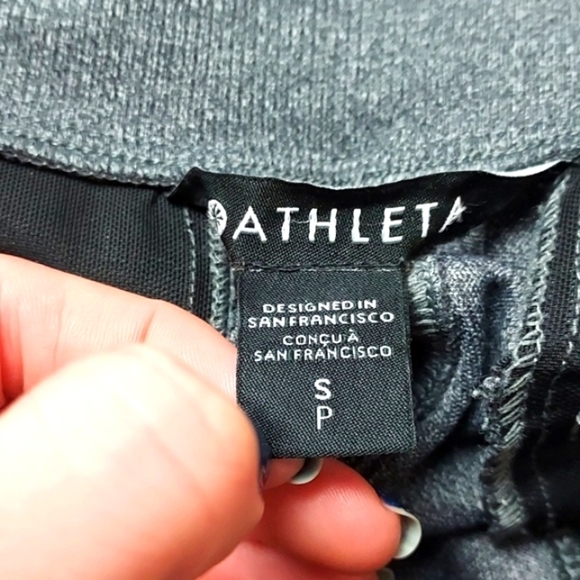 ATHLETA
DESIGNED IN
SAN FRANCISCO
CONÇU À
SAN FRANCISCO
S
P